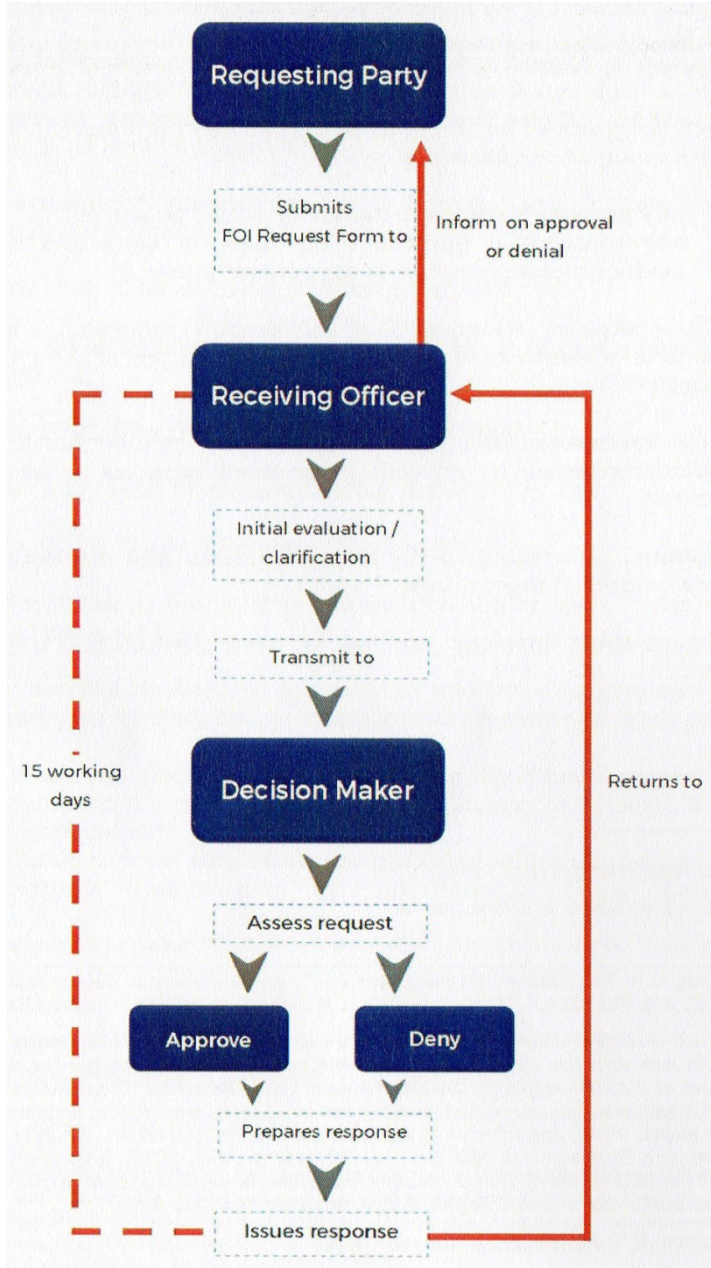 Requesting Party
Submits
FOI Request Form to
Inform on approval
or denial
Receiving Officer
Initial evaluation /
clarification
Transmit to
15 working
days
Decision Maker
Returns to
Assess request
Approve
Deny
Prepares response
Issues response